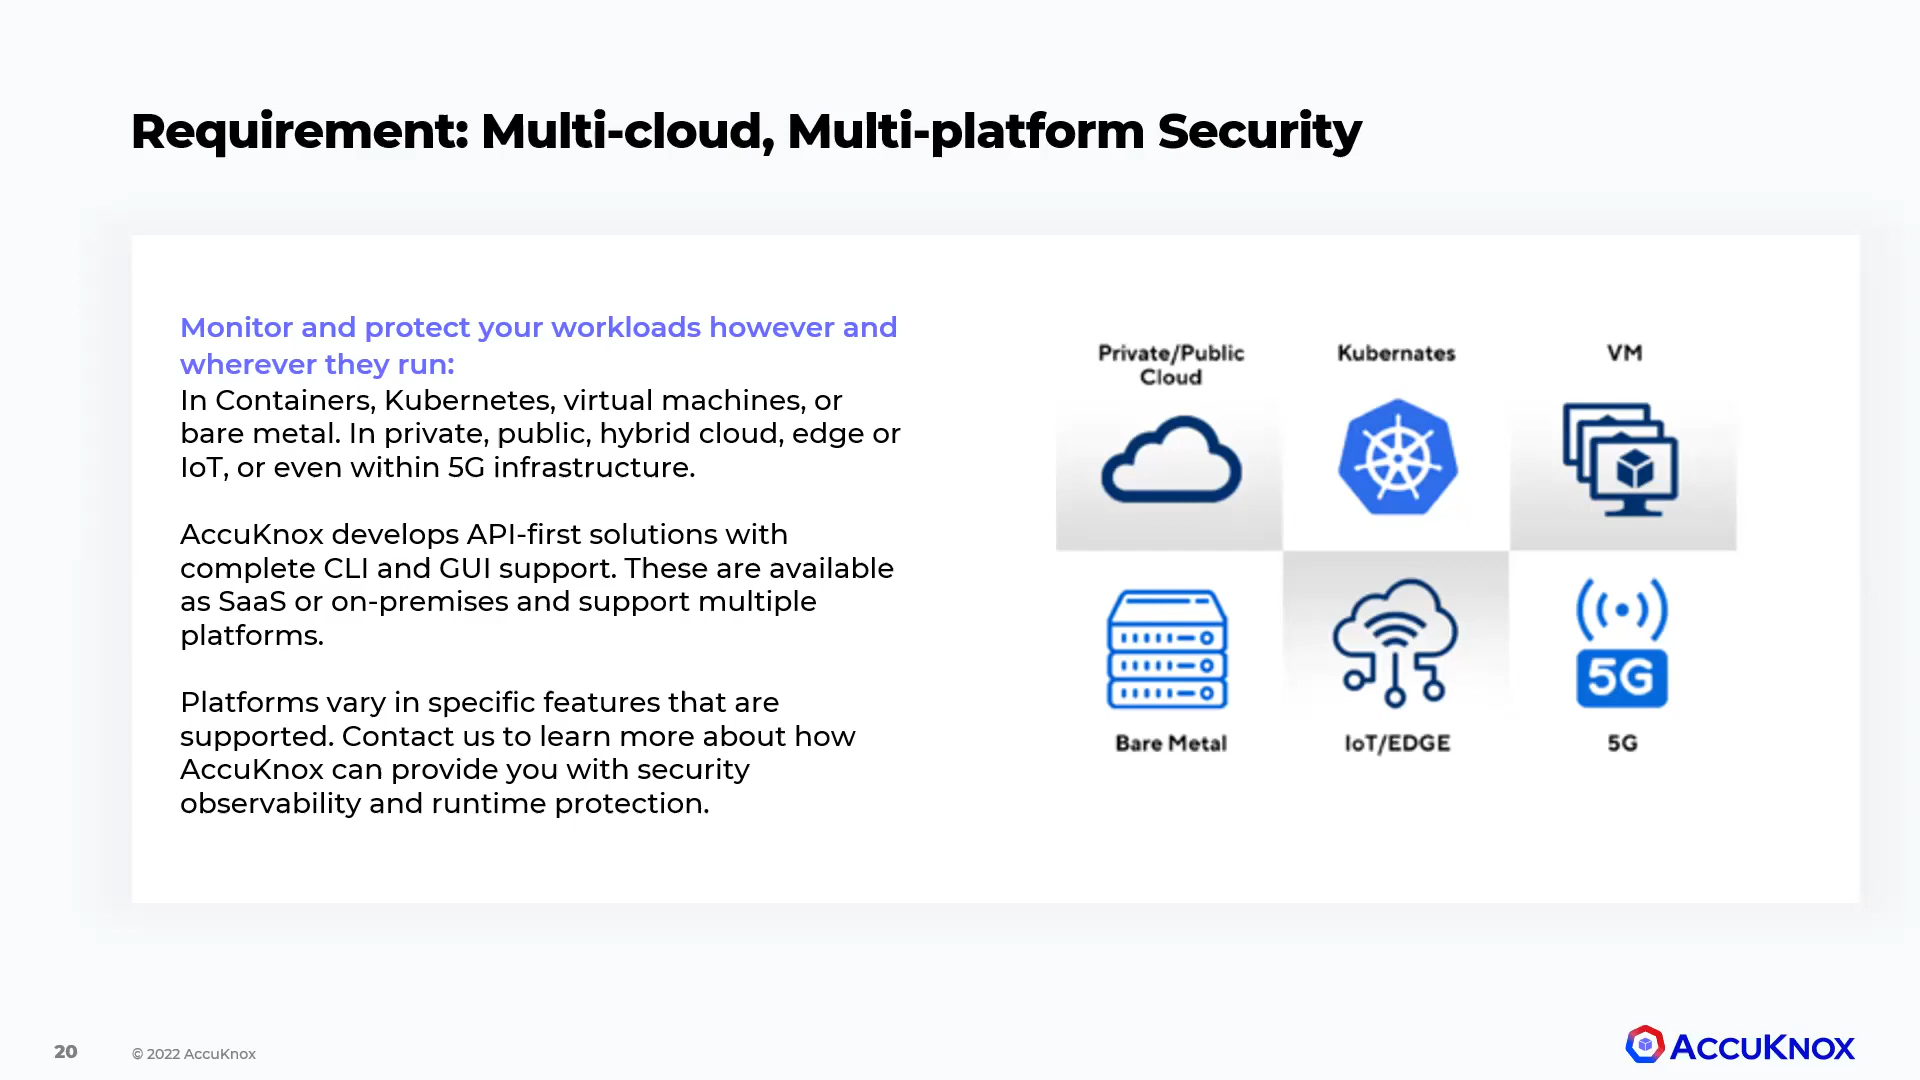 Requirement: Multi-cloud, Multi-platform Security
Monitor and protect your workloads however and
wherever they run:
In Containers, Kubernetes, virtual machines, or
bare metal. In private, public, hybrid cloud, edge or
IoT, or even within 5G infrastructure.
AccuKnox develops API-first solutions with
complete CLI and GUI support. These are available
as SaaS or on-premises and support multiple
platforms.
Platforms vary in specific features that are
supported. Contact us to learn more about how
AccuKnox can provide you with security
observability and runtime protection.
Private/Public
Cloud
Kubernates
VM
5G
Bare Metal
IoT/EDGE
5G
20
© 2022 AccuKnox
ACCUKNOX